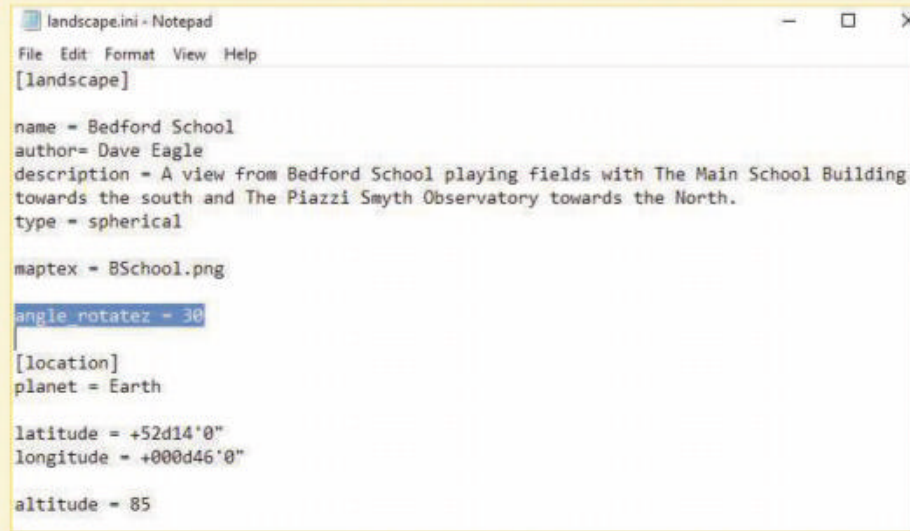 landscape.ini - Notepad
File Edit Format View Help
[landscape]
name = Bedford School
author= Dave Eagle
description = A view from Bedford School playing fields with The Main School Building
towards the south and The Piazzi Smyth Observatory towards the North.
type = spherical
maptex = BSchool.png
angle_rotatez = 30
[location]
planet = Earth
latitude = +52d14'0"
longitude = +000d46'0"
altitude = 85